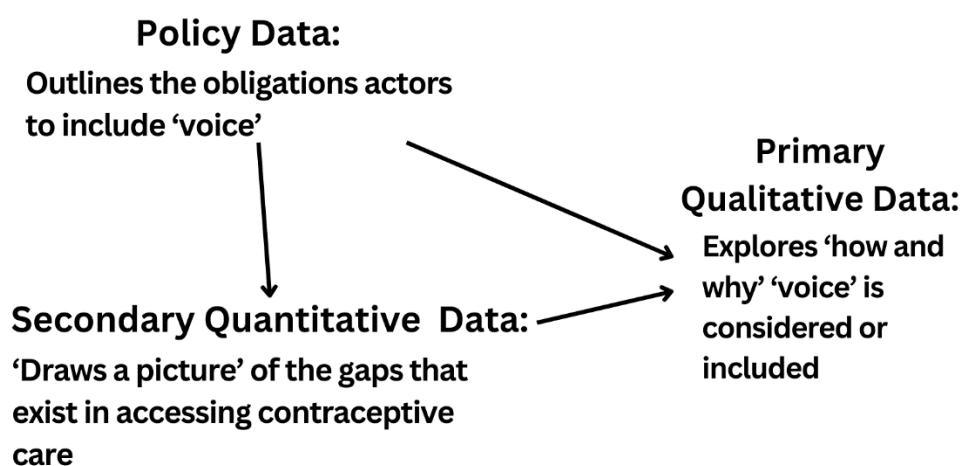 Policy Data:
Outlines the obligations actors
to include ‘voice’
Primary
Qualitative Data:
Explores ‘how and
why’ ‘voice’ is
considered or
included
Secondary Quantitative Data:
‘Draws a picture’ of the gaps that
exist in accessing contraceptive
care